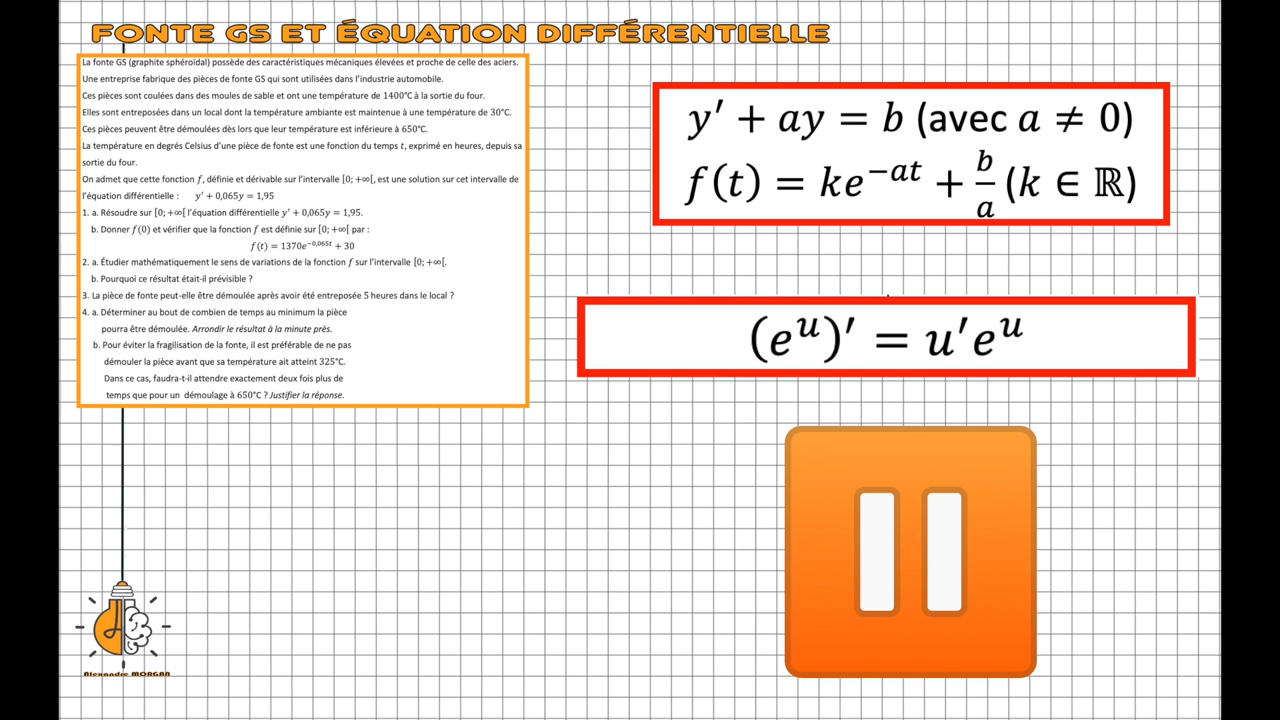 FONTE GS ET ÉQUATION DIFFÉRENTIELLE
La fonte GS (graphite sphéroïdal) possède des caractéristiques mécaniques élevées et proche de celle des aciers.
Une entreprise fabrique des pièces de fonte GS qui sont utilisées dans l'industrie automobile.
Ces pièces sont coulées dans des moules de sable et ont une température de 1400°C à la sortie du four.
Elles sont entreposées dans un local dont la température ambiante est maintenue à une température de 30°C.
Ces pièces peuvent être démoulées dès lors que leur température est inférieure à 650°C.
La température en degrés Celsius d'une pièce de fonte est une fonction du temps t, exprimé en heures, depuis sa
sortie du four.
On admet que cette fonction f, définie et dérivable sur l'intervalle [0; +∞[, est une solution sur cet intervalle de
l'équation différentielle : y′ + 0,065y = 1,95
1. a. Résoudre sur [0; +∞[ l'équation différentielle y′ + 0,065y = 1,95.
b. Donner f(0) et vérifier que la fonction f est définie sur [0; +∞[ par :
f(t) = 1370e^{−0,065t} + 30
2. a. Étudier mathématiquement le sens de variations de la fonction f sur l'intervalle [0; +∞[.
b. Pourquoi ce résultat était-il prévisible ?
3. La pièce de fonte peut-elle être démoulée après avoir été entreposée 5 heures dans le local ?
4. a. Déterminer au bout de combien de temps au minimum la pièce
pourra être démoulée. Arrondir le résultat à la minute près.
b. Pour éviter la fragilisation de la fonte, il est préférable de ne pas
démouler la pièce avant que sa température ait atteint 325°C.
Dans ce cas, faudra-t-il attendre exactement deux fois plus de
temps que pour un démoulage à 650°C ? Justifier la réponse.
y′ + ay = b (avec a ≠ 0)
f(t) = ke^{−at} + b/a (k ∈ ℝ)
(e^u)′ = u′e^u
Alexandre MORGAN